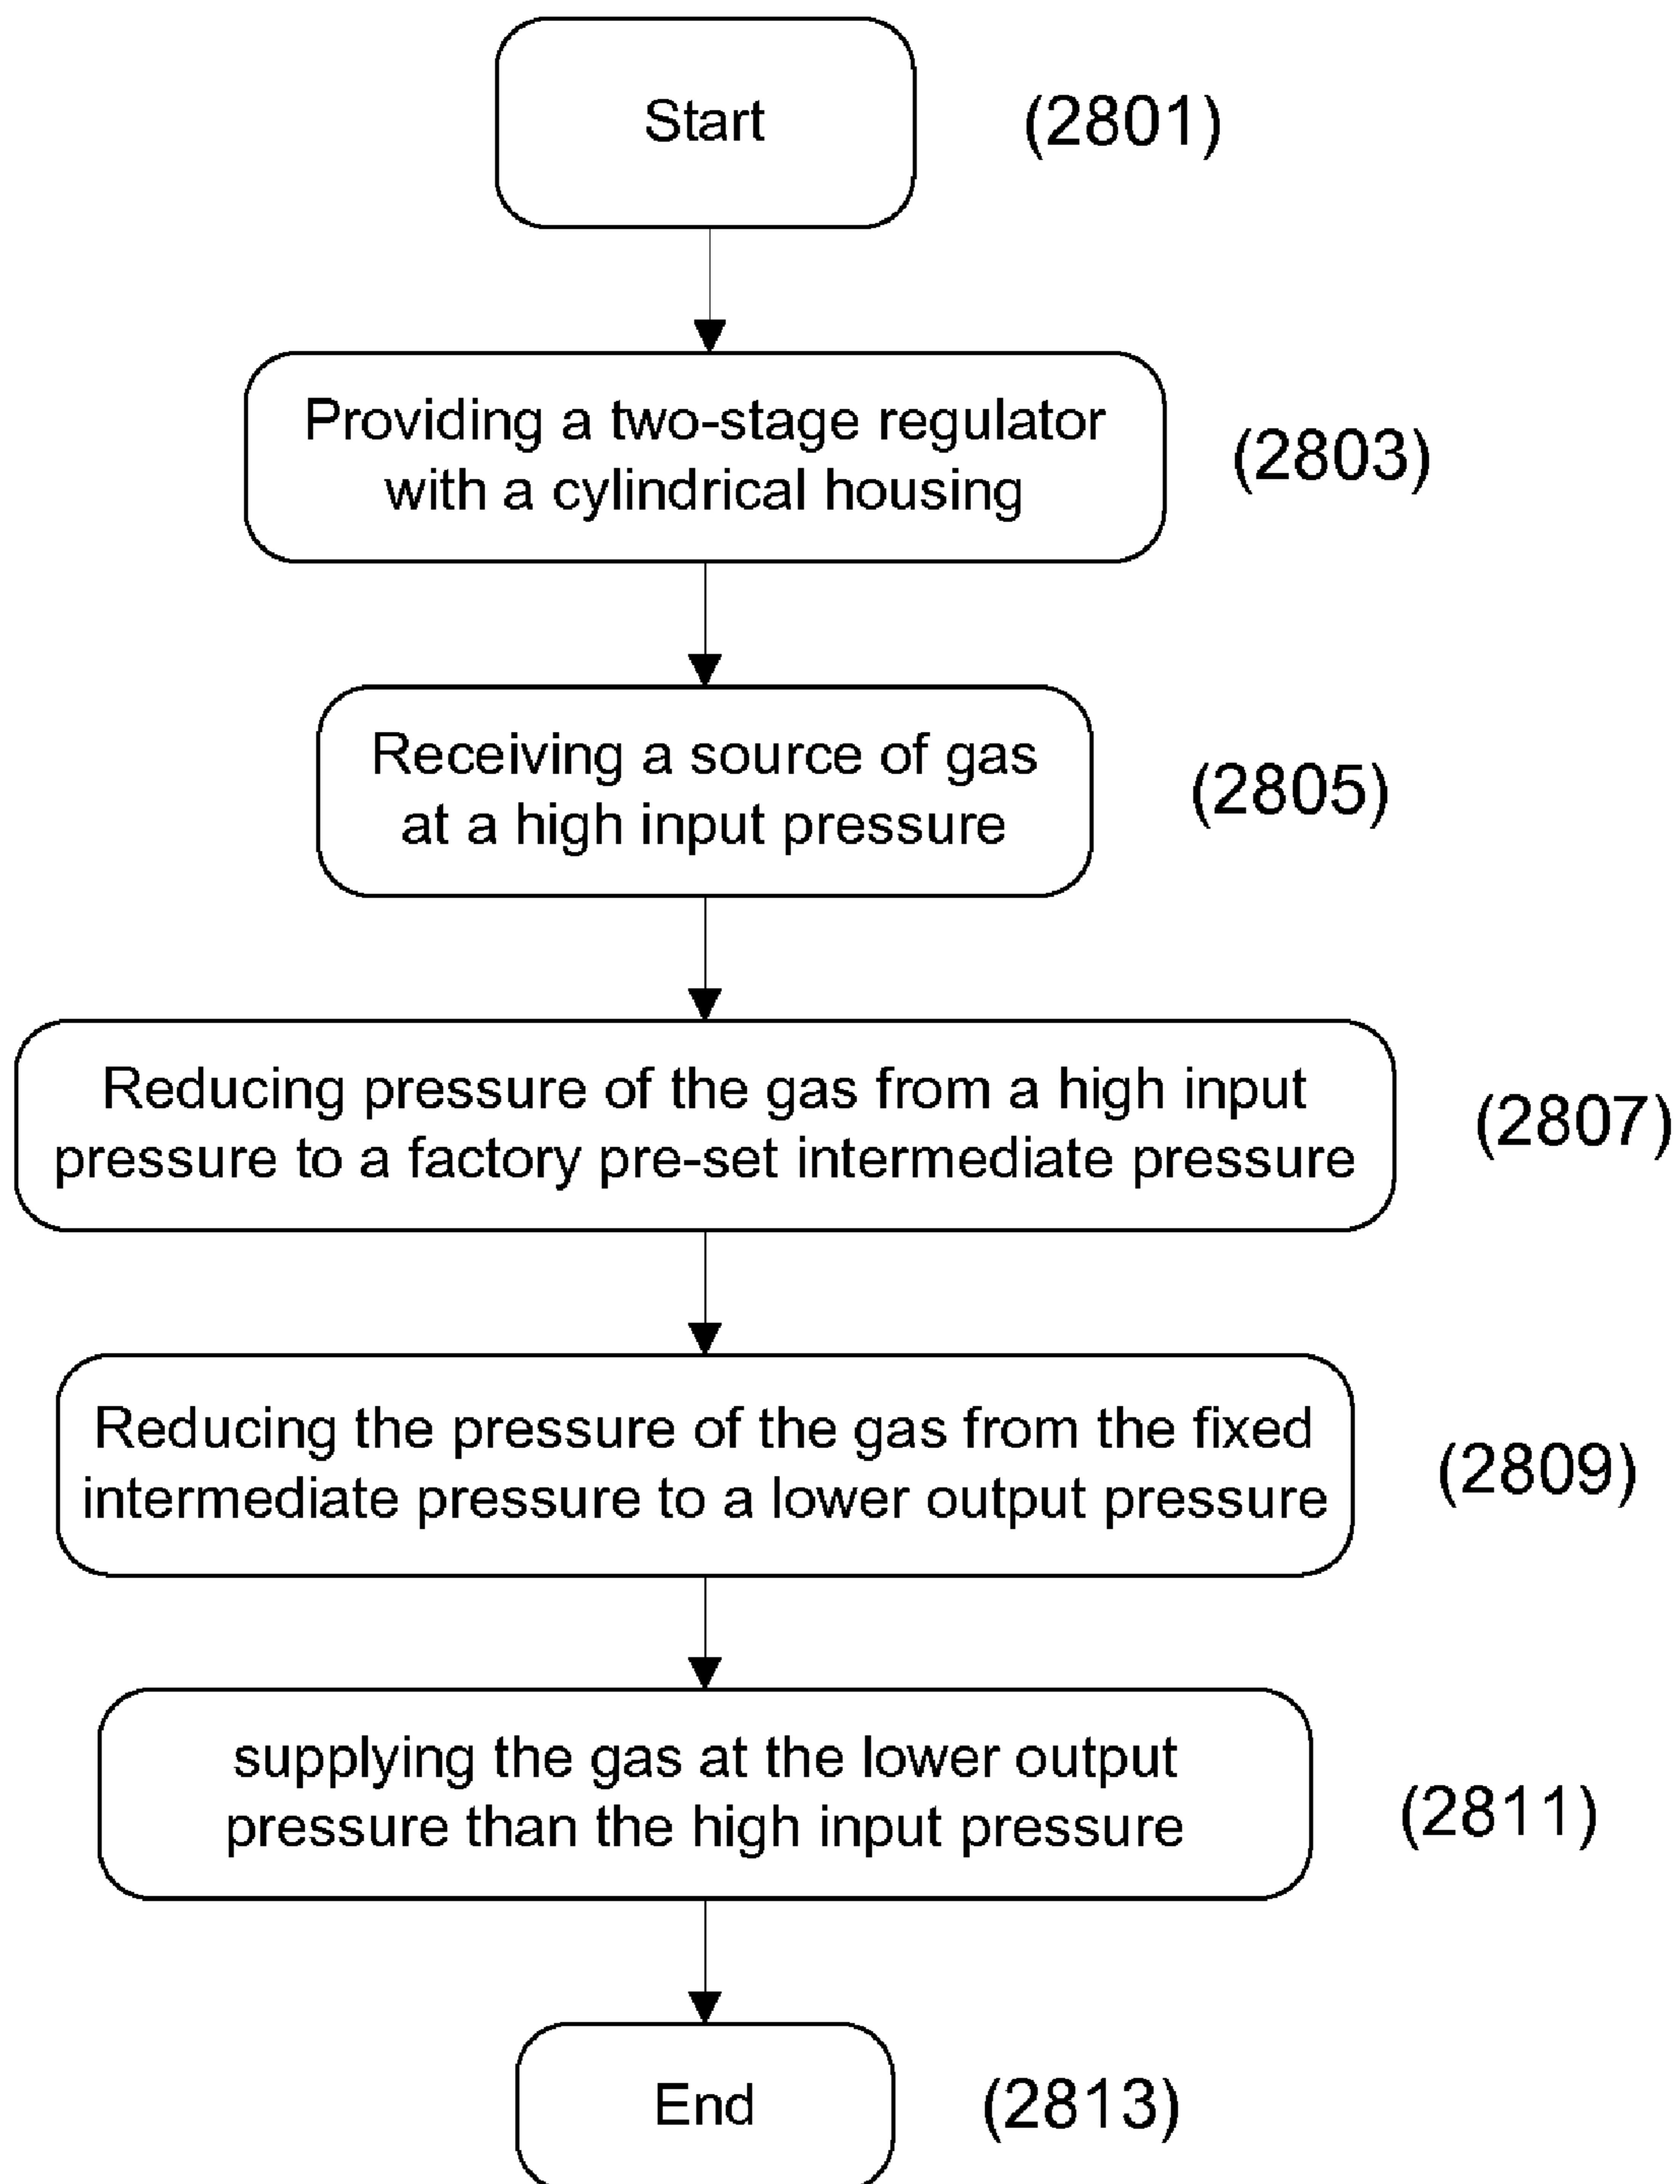 Start
(2801)
Providing a two-stage regulator
with a cylindrical housing
(2803)
Receiving a source of gas
at a high input pressure
(2805)
Reducing pressure of the gas from a high input
pressure to a factory pre-set intermediate pressure
(2807)
Reducing the pressure of the gas from the fixed
intermediate pressure to a lower output pressure
(2809)
supplying the gas at the lower output
pressure than the high input pressure
(2811)
End
(2813)